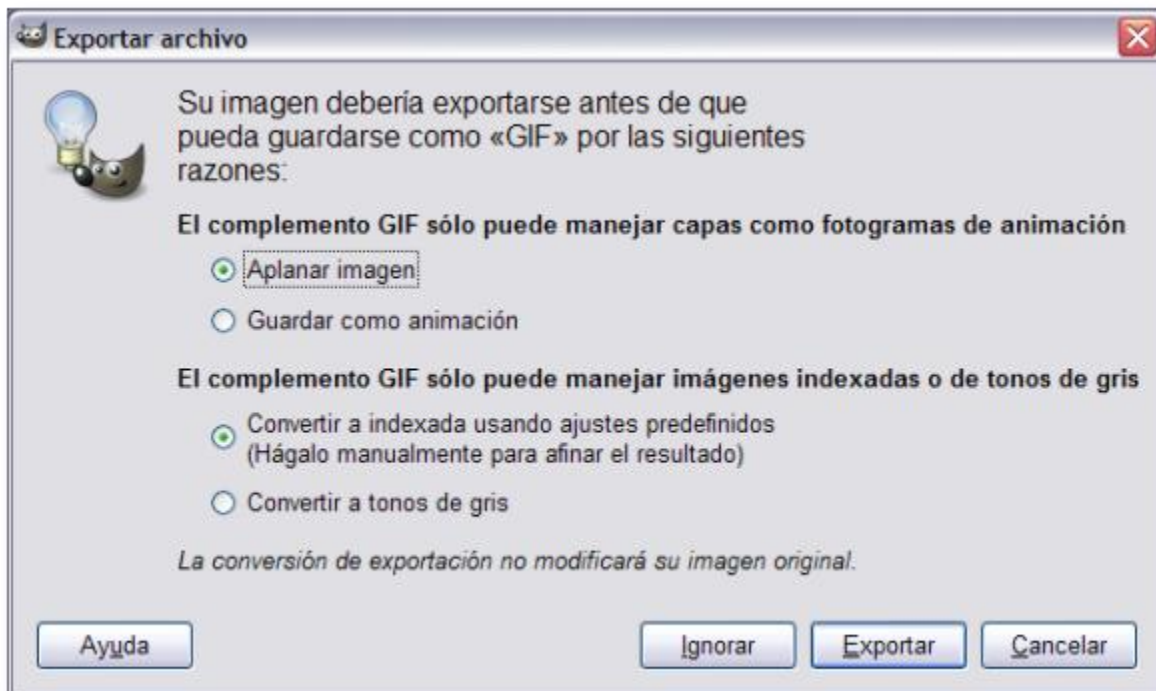 Exportar archivo
Su imagen debería exportarse antes de que
pueda guardarse como «GIF» por las siguientes
razones:
El complemento GIF sólo puede manejar capas como fotogramas de animación
Aplanar imagen
Guardar como animación
El complemento GIF sólo puede manejar imágenes indexadas o de tonos de gris
Convertir a indexada usando ajustes predefinidos
(Hágalo manualmente para afinar el resultado)
Convertir a tonos de gris
La conversión de exportación no modificará su imagen original.
Ayuda Ignorar Exportar Cancelar